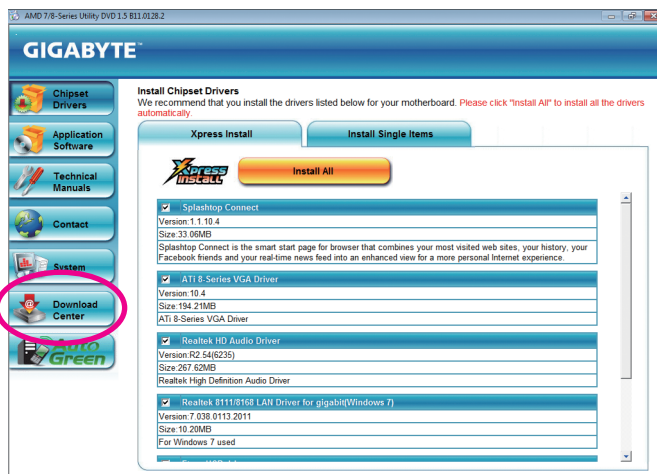 AMD 7/8-Series Utility DVD 1.5 B11.0128.2
GIGABYTE™
Chipset
Drivers
Application
Software
Technical
Manuals
Contact
System
Download
Center
Auto
Green
Install Chipset Drivers
We recommend that you install the drivers listed below for your motherboard. Please click "Install All" to install all the drivers
automatically.
Xpress Install
Install Single Items
Xpress
Install
Install All
Splashtop Connect
Version:1.1.10.4
Size:33.06MB
Splashtop Connect is the smart start page for browser that combines your most visited web sites, your history, your
Facebook friends and your real-time news feed into an enhanced view for a more personal Internet experience.
ATi 8-Series VGA Driver
Version:10.4
Size:194.21MB
ATi 8-Series VGA Driver
Realtek HD Audio Driver
Version:R2.54(6235)
Size:267.62MB
Realtek High Definition Audio Driver
Realtek 8111/8168 LAN Driver for gigabit(Windows 7)
Version:7.038.0113.2011
Size:10.20MB
For Windows 7 used